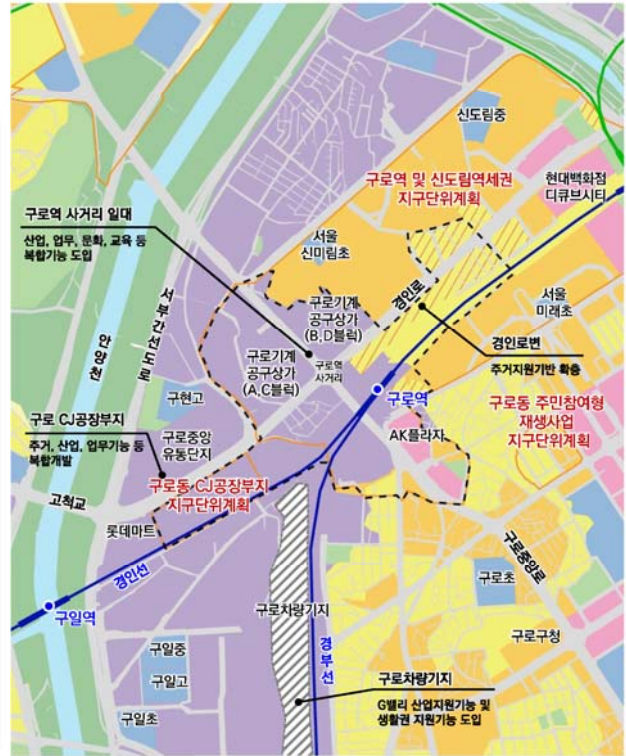 신도림중
구로역 및 신도림역세권
지구단위계획
현대백화점
디큐브시티
구로역 사거리 일대
산업, 업무, 문화, 교육 등
복합기능 도입
서울
신미림초
서부간선도로
안양천
경인로
서울
미래초
구로기계
공구상가
(B,D블럭)
구로기계
공구상가
(A,C블럭)
구로역
사거리
경인로변
주거지원기반 확충
구현고
구로역
구로 CJ공장부지
주거, 산업, 업무기능 등
복합개발
구로중앙
유통단지
AK플라자
구로동 주민참여형
재생사업
지구단위계획
구로동 CJ공장부지
지구단위계획
고척교
롯데마트
경인선
구일역
구로중앙로
구로초
구로차량기지
경부선
구로구청
구일중
구일고
구일초
구로차량기지
G밸리 산업지원기능 및
생활권 지원기능 도입